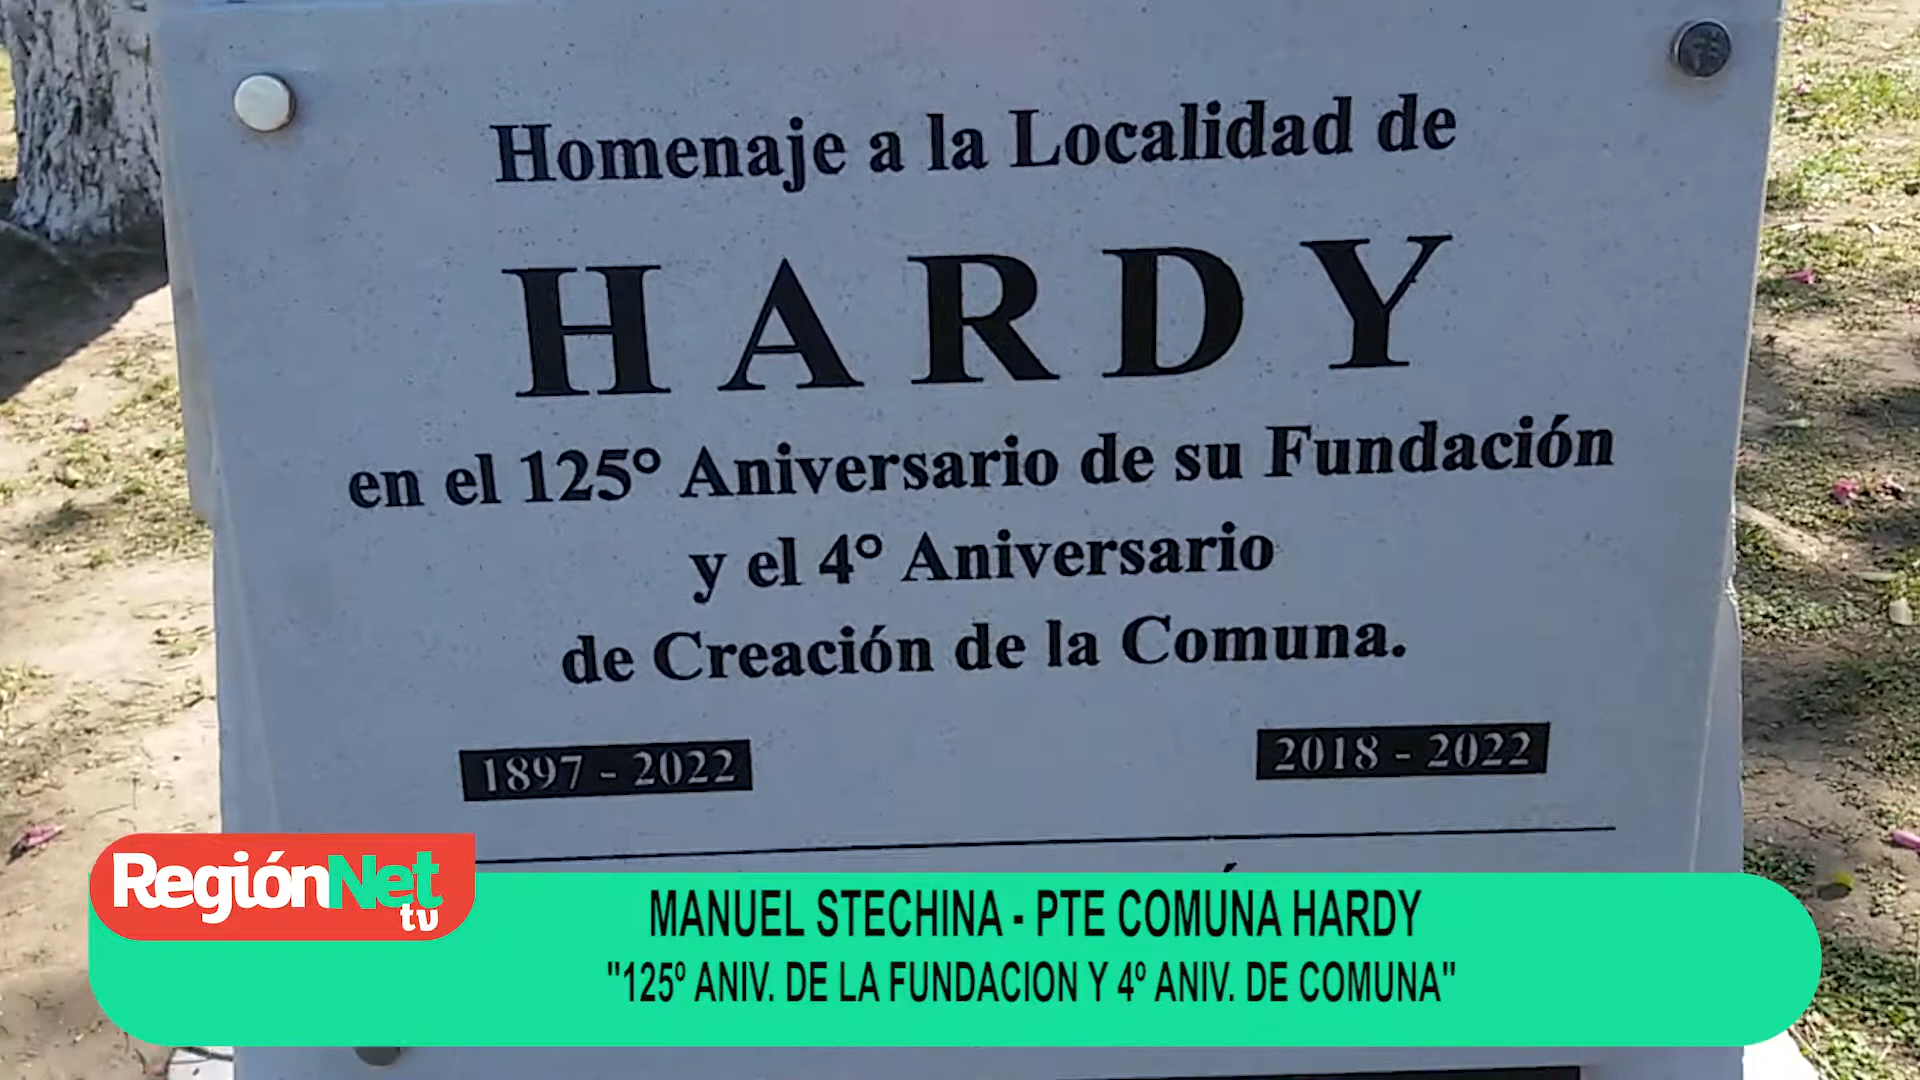 Homenaje a la Localidad de
HARDY
en el 125° Aniversario de su Fundación
y el 4° Aniversario
de Creación de la Comuna.
1897 - 2022
2018 - 2022
RegiónNet
tv
MANUEL STECHINA - PTE COMUNA HARDY
"125º ANIV. DE LA FUNDACION Y 4º ANIV. DE COMUNA"